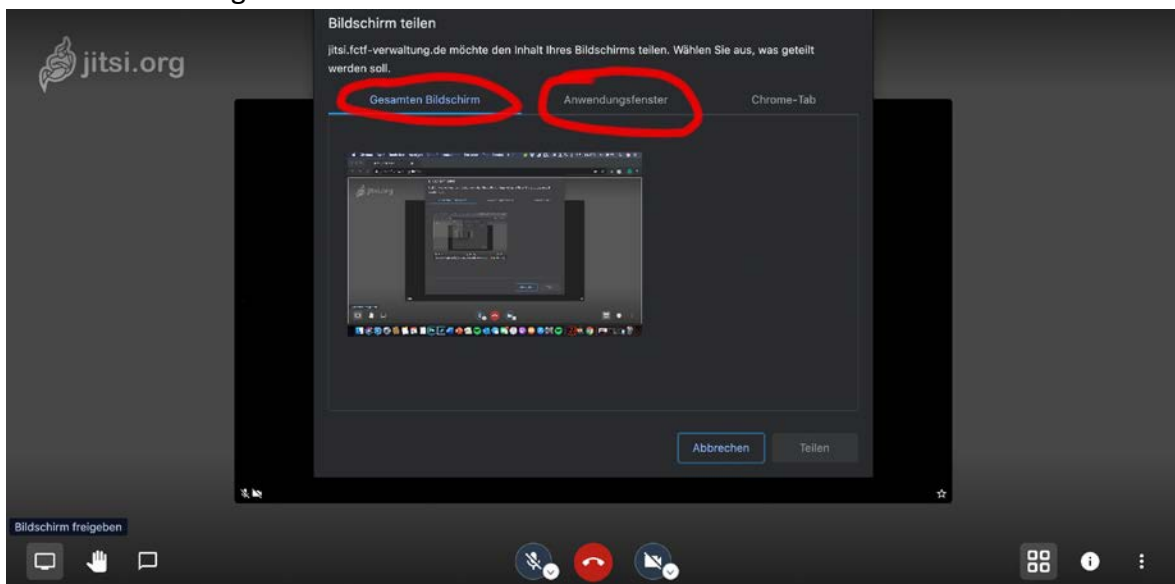 Bildschirm teilen
jitsi.org
jitsi.fctf-verwaltung.de möchte den Inhalt Ihres Bildschirms teilen. Wählen Sie aus, was geteilt
werden soll.
Gesamten Bildschirm Anwendungsfenster Chrome-Tab
Abbrechen Teilen
Bildschirm freigeben